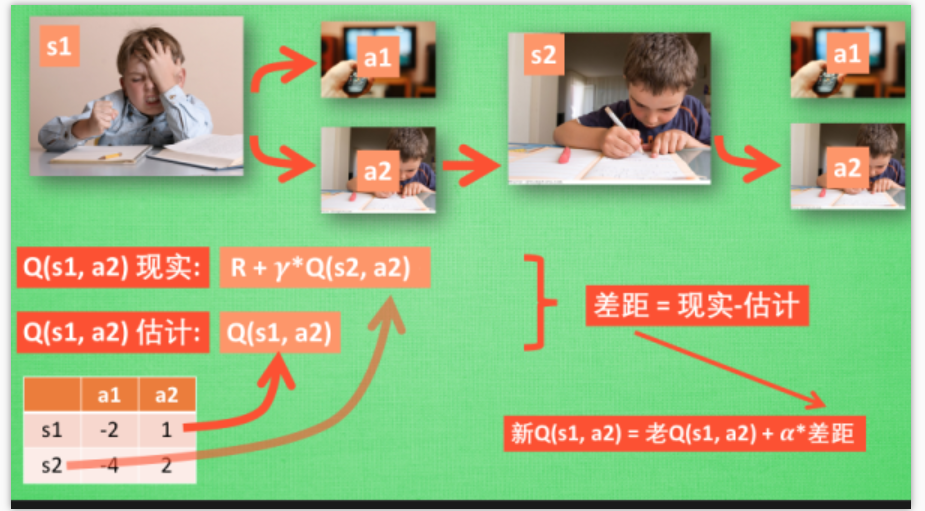 s1
a1
s2
a1
a2
a2
Q(s1, a2) 现实: R + γ*Q(s2, a2)
差距 = 现实-估计
Q(s1, a2) 估计: Q(s1, a2)
a1 a2
s1 -2 1
s2 -4 2
新Q(s1, a2) = 老Q(s1, a2) + α*差距